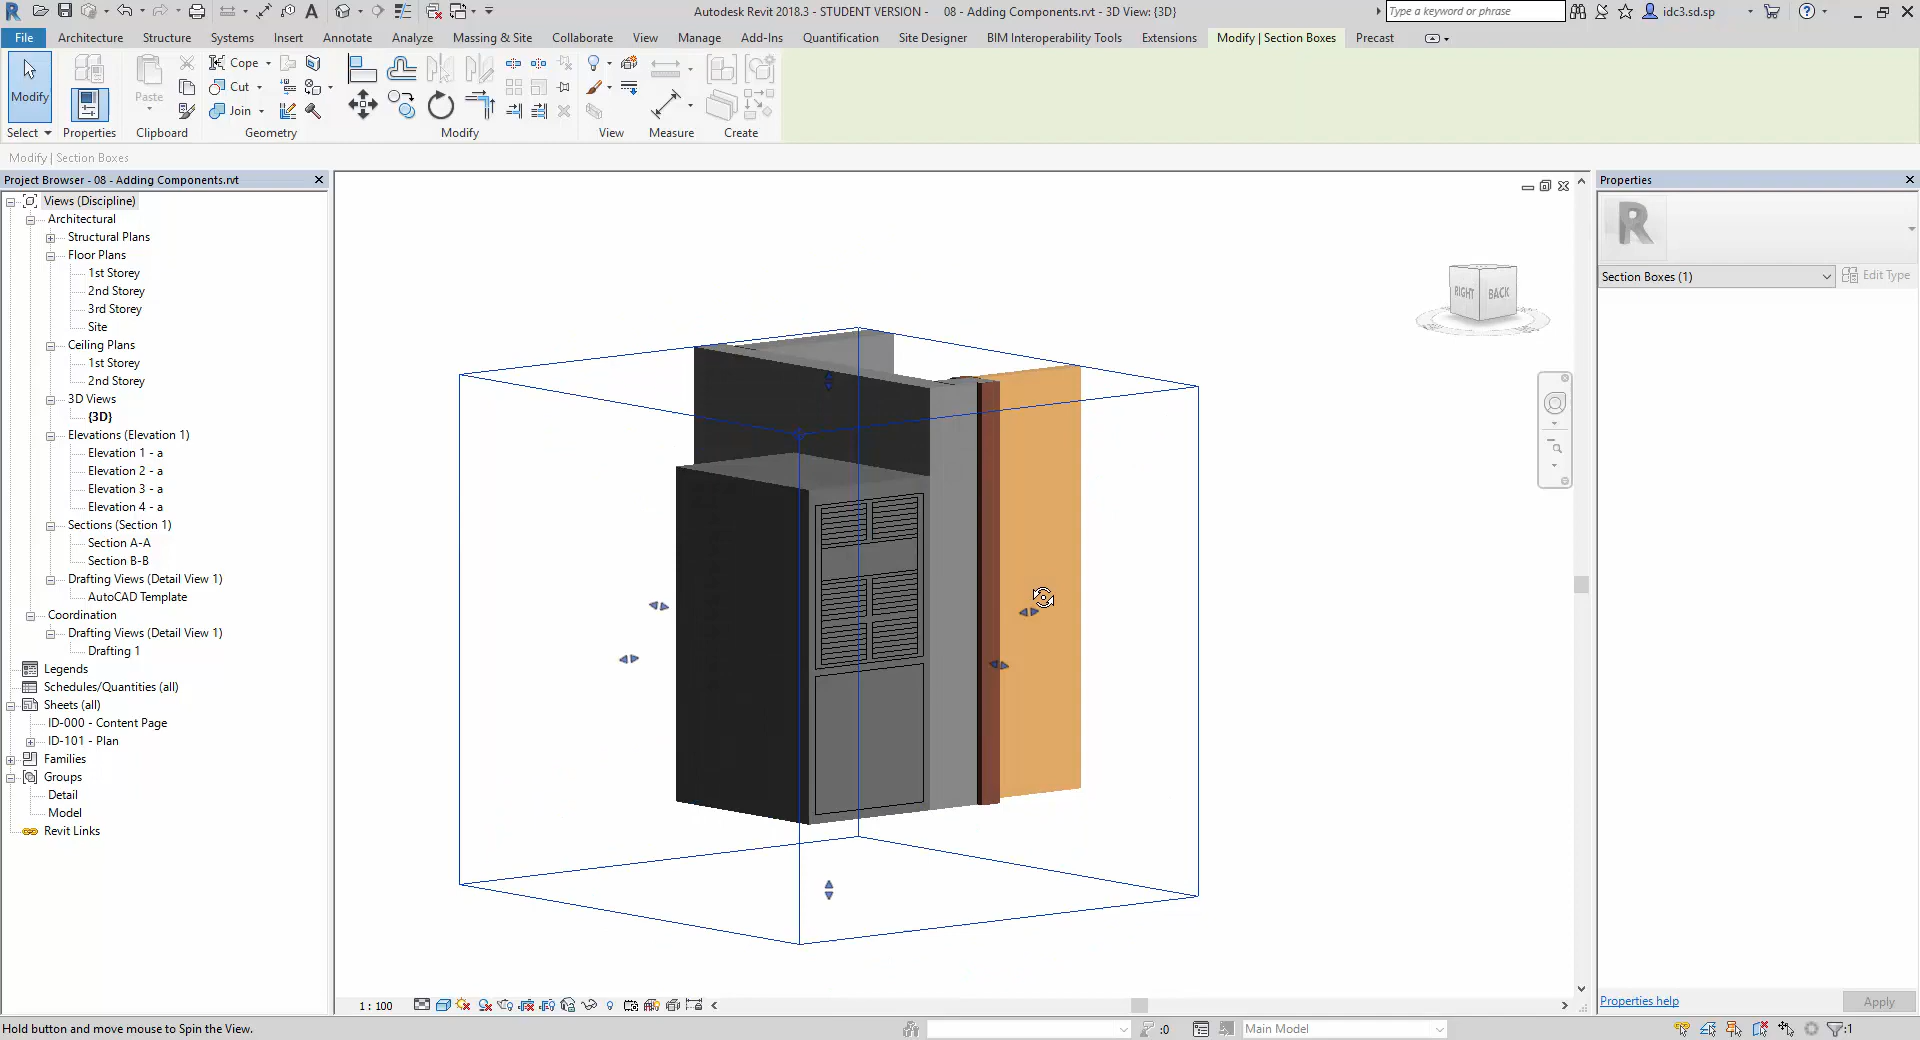 Autodesk Revit 2018.3 - STUDENT VERSION - 08 - Adding Components.rvt - 3D View: {3D}
Type a keyword or phrase
idc3.sd.sp
File Architecture Structure Systems Insert Annotate Analyze Massing & Site Collaborate View Manage Add-Ins Quantification Site Designer BIM Interoperability Tools Extensions Modify | Section Boxes Precast
Modify
Paste
Cope
Cut
Join
Select Properties Clipboard Geometry Modify View Measure Create
Modify | Section Boxes
Project Browser - 08 - Adding Components.rvt
Views (Discipline)
Architectural
Structural Plans
Floor Plans
1st Storey
2nd Storey
3rd Storey
Site
Ceiling Plans
1st Storey
2nd Storey
3D Views
{3D}
Elevations (Elevation 1)
Elevation 1 - a
Elevation 2 - a
Elevation 3 - a
Elevation 4 - a
Sections (Section 1)
Section A-A
Section B-B
Drafting Views (Detail View 1)
AutoCAD Template
Coordination
Drafting Views (Detail View 1)
Drafting 1
Legends
Schedules/Quantities (all)
Sheets (all)
ID-000 - Content Page
ID-101 - Plan
Families
Groups
Detail
Model
Revit Links
RIGHT BACK
1 : 100
Properties
R
Section Boxes (1)
Edit Type
Properties help
Apply
Hold button and move mouse to Spin the View.
:0
Main Model
:1